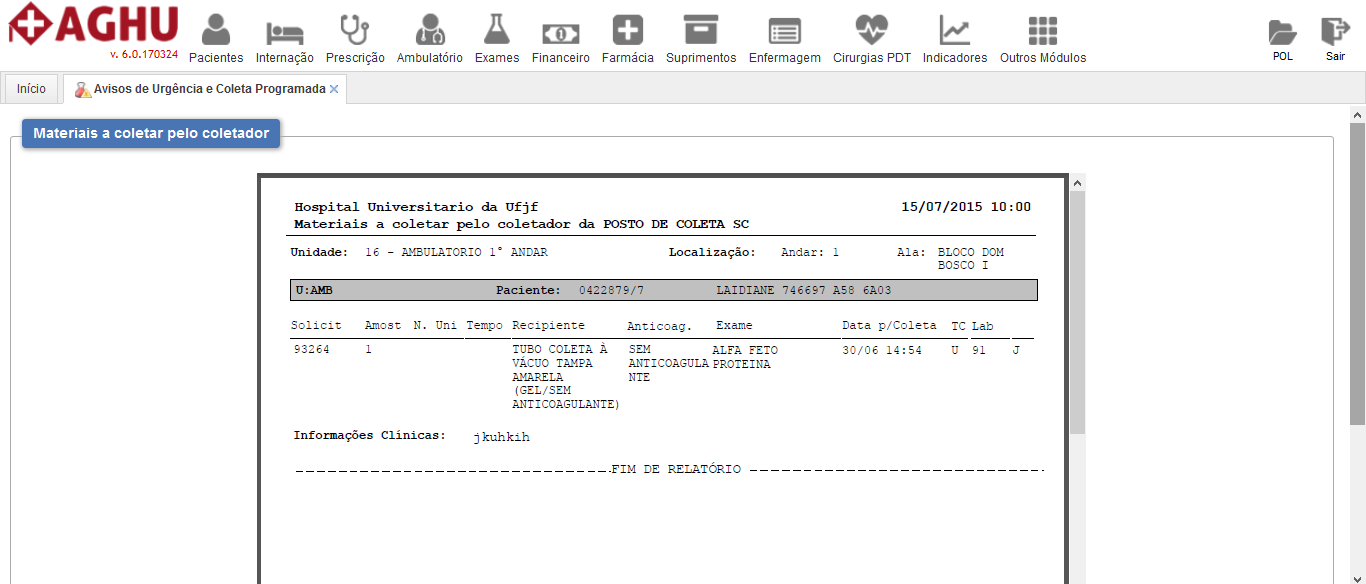 AGHU
v. 6.0.170324
Pacientes Internação Prescrição Ambulatório Exames Financeiro Farmácia Suprimentos Enfermagem Cirurgias PDT Indicadores Outros Módulos POL Sair
Início Avisos de Urgência e Coleta Programada
Materiais a coletar pelo coletador
Hospital Universitario da Ufjf 15/07/2015 10:00
Materiais a coletar pelo coletador da POSTO DE COLETA SC
Unidade: 16 - AMBULATORIO 1° ANDAR Localização: Andar: 1 Ala: BLOCO DOM
BOSCO I
U:AMB Paciente: 0422879/7 LAIDIANE 746697 A58 6A03
Solicit Amost N. Uni Tempo Recipiente Anticoag. Exame Data p/Coleta TC Lab
93264 1 TUBO COLETA À SEM ALFA FETO 30/06 14:54 U 91 J
VÁCUO TAMPA ANTICOAGULA PROTEINA
AMARELA NTE
(GEL/SEM
ANTICOAGULANTE)
Informações Clínicas: jkuhkih
FIM DE RELATÓRIO